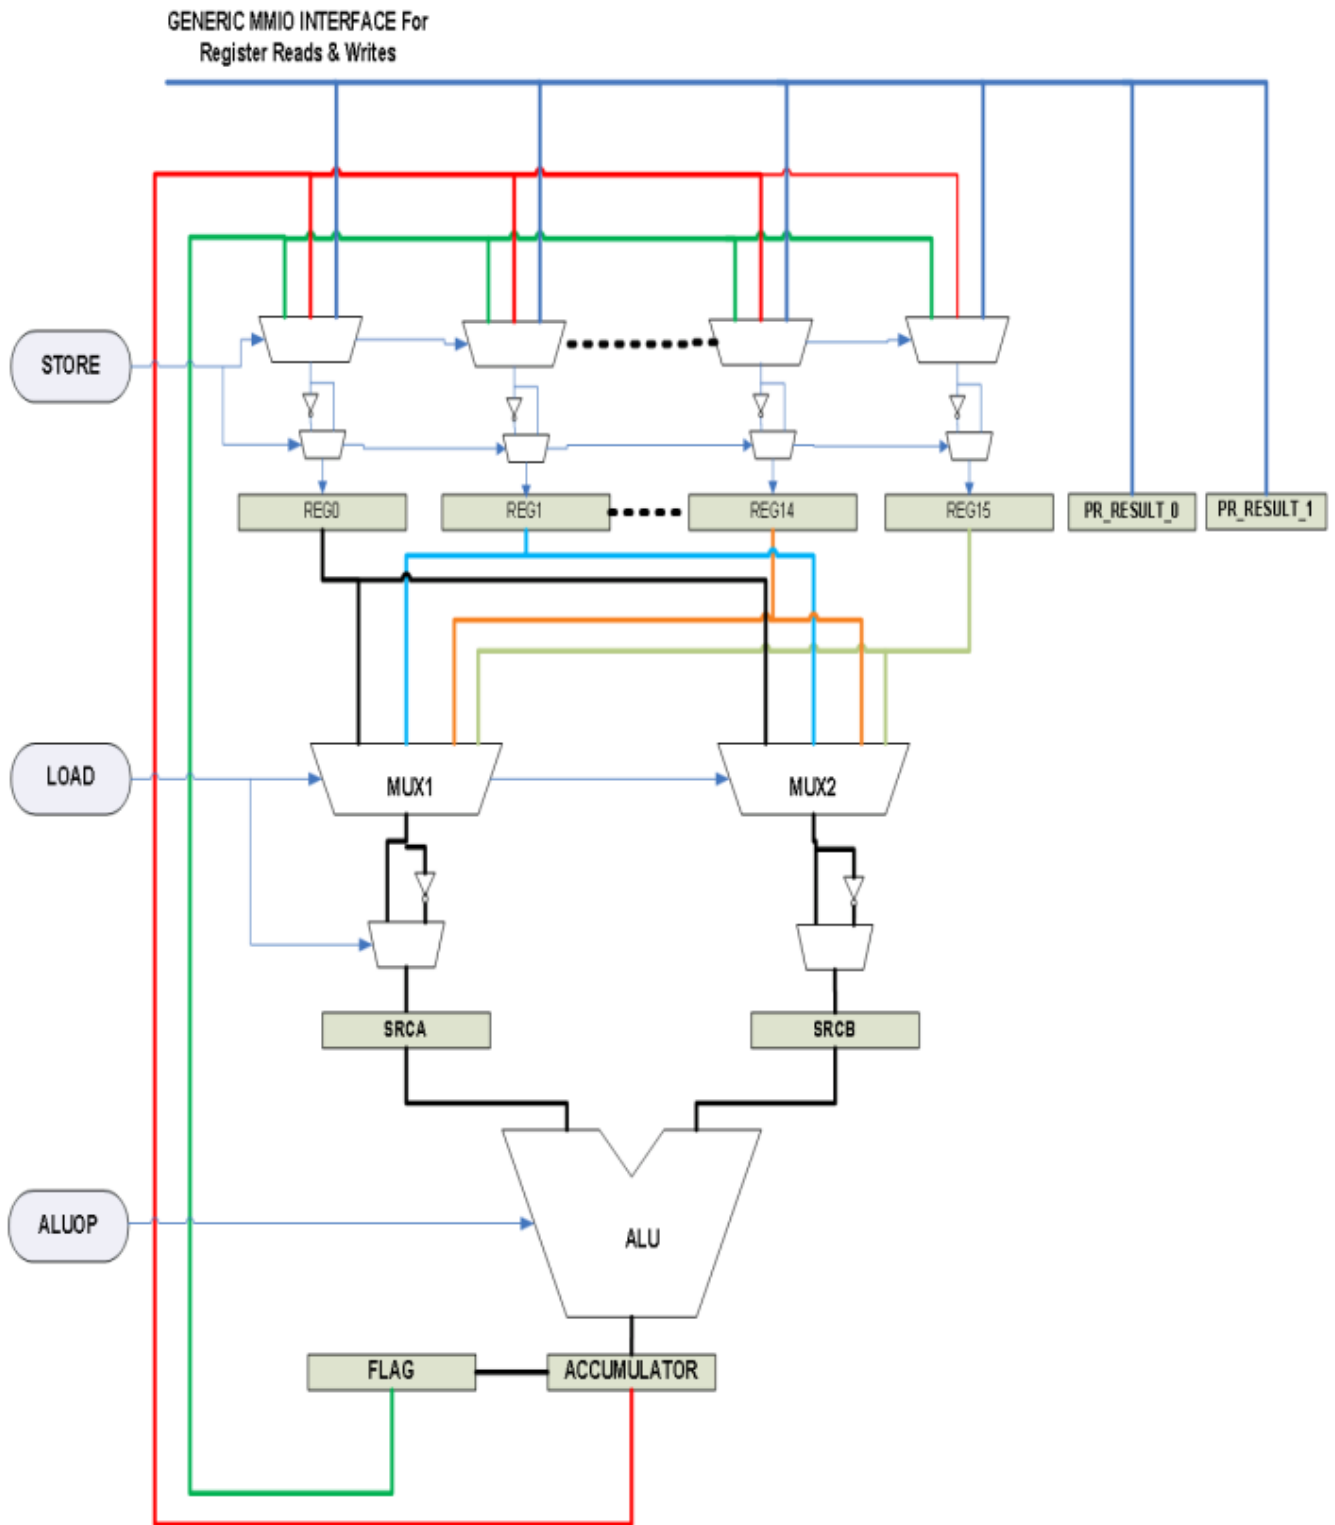 GENERIC MMIO INTERFACE For
Register Reads & Writes
STORE
REG0
REG1
REG14
REG15
PR_RESULT_0
PR_RESULT_1
LOAD
MUX1
MUX2
SRCA
SRCB
ALUOP
ALU
FLAG
ACCUMULATOR